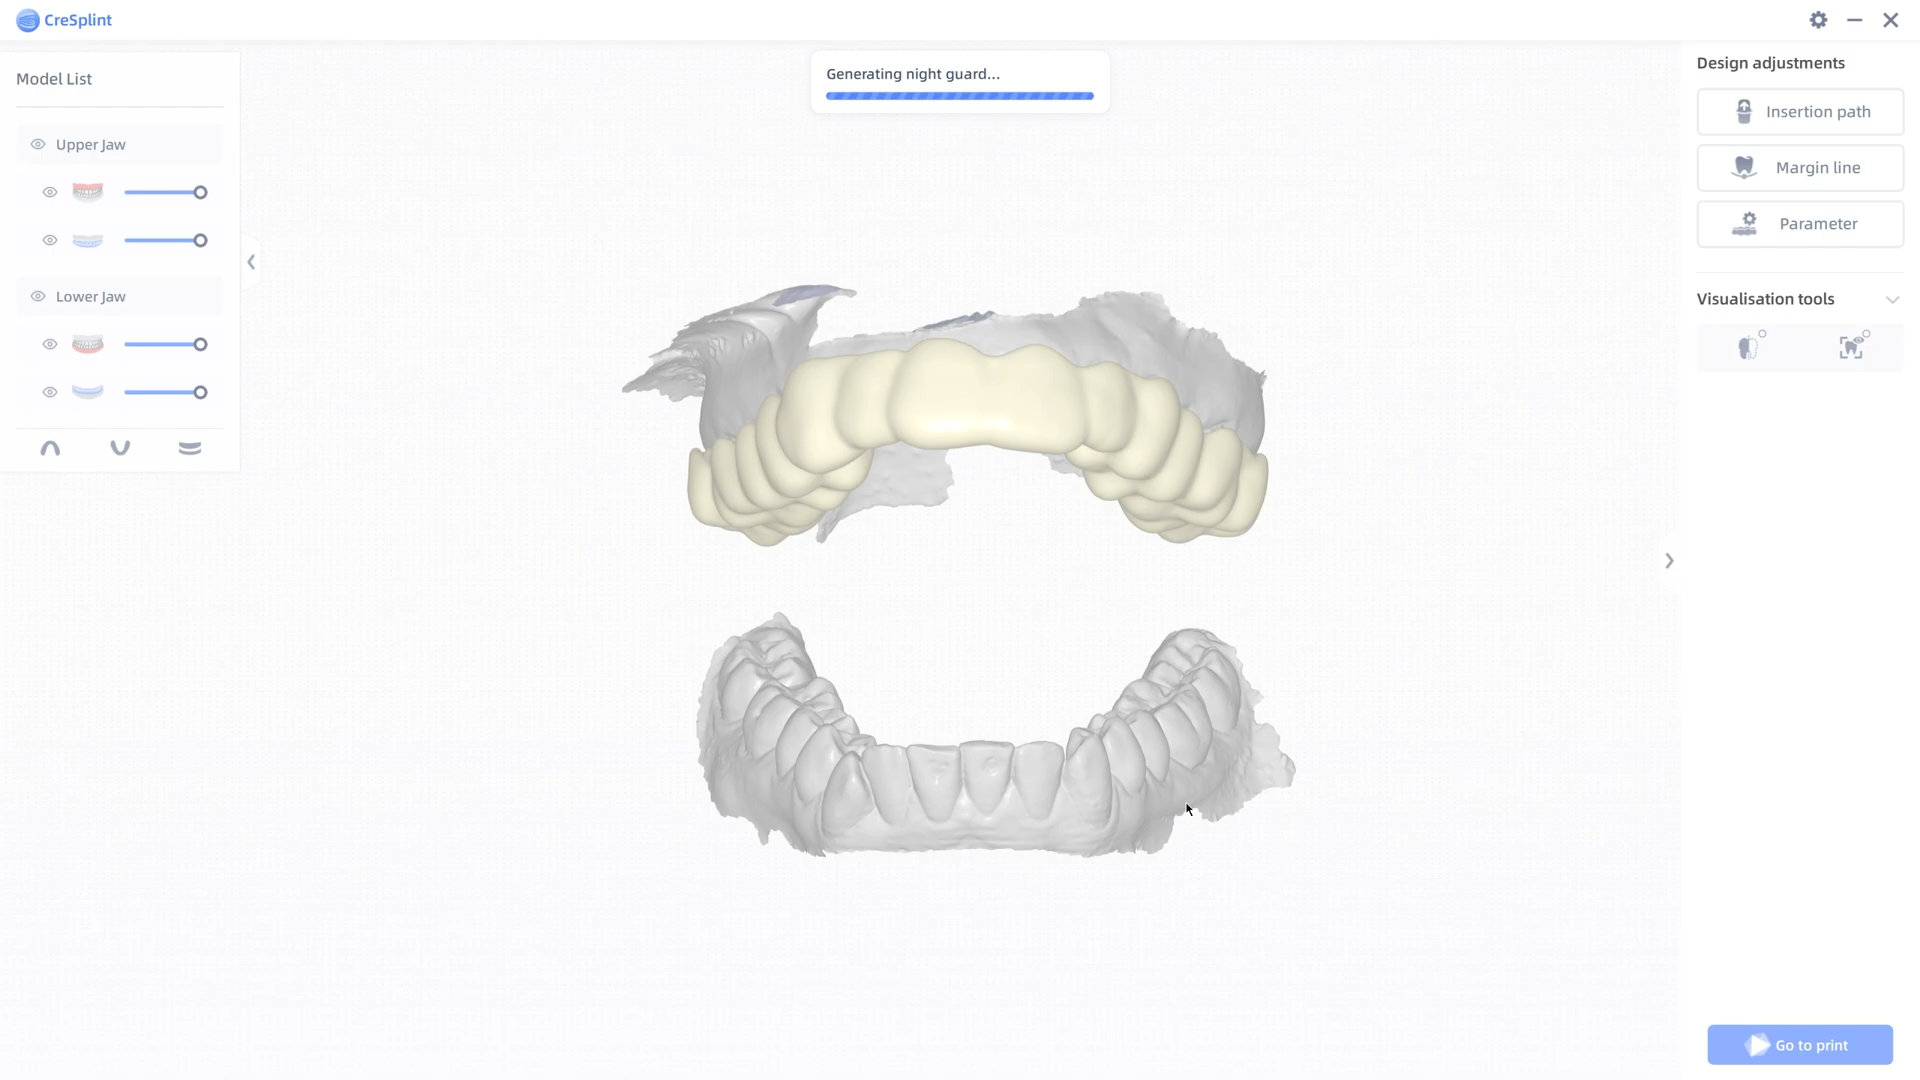 CreSplint
Model List
Upper Jaw
Lower Jaw
Generating night guard...
Design adjustments
Insertion path
Margin line
Parameter
Visualisation tools
Go to print